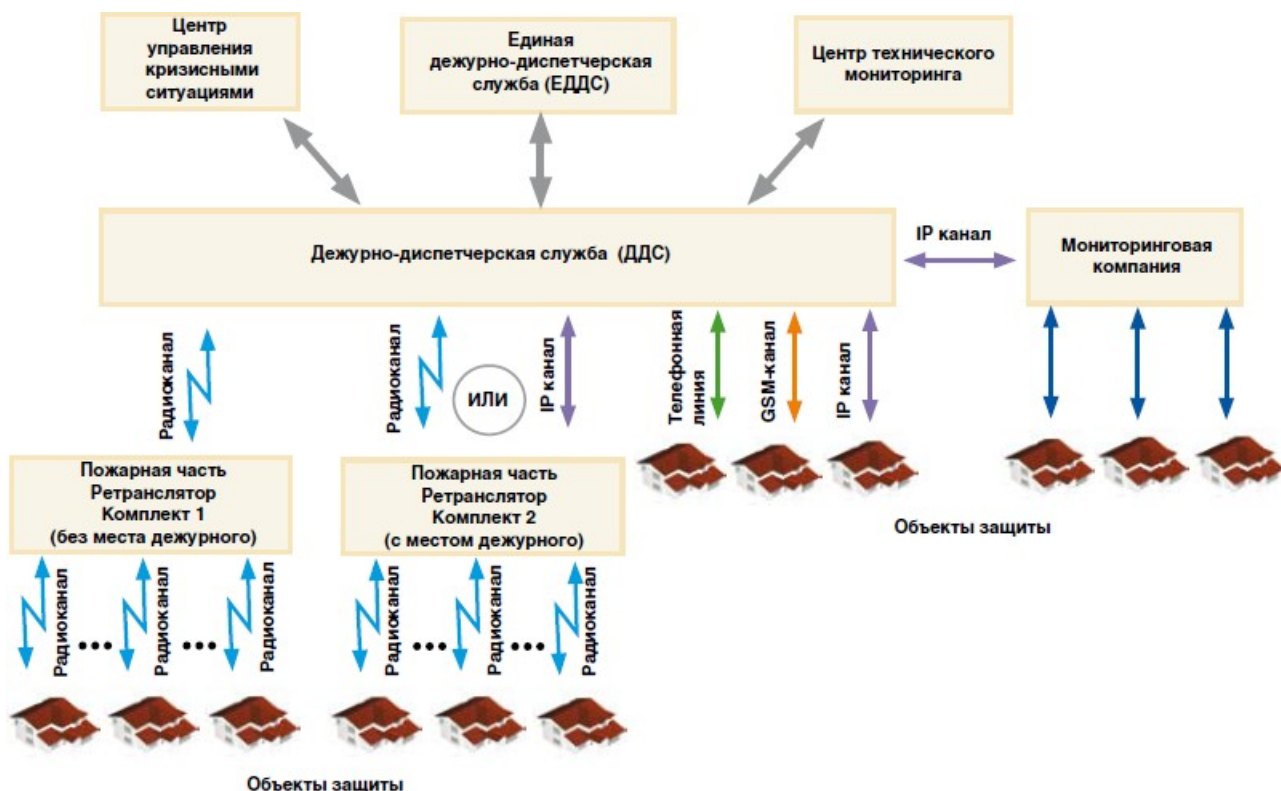 Центр
управления
кризисными
ситуациями
Единая
дежурно-диспетчерская
служба (ЕДДС)
Центр технического
мониторинга
Дежурно-диспетчерская служба (ДДС)
IP канал
Мониторинговая
компания
Радиоканал
Радиоканал
ИЛИ
IP канал
Телефонная
линия
GSM-канал
IP канал
Пожарная часть
Ретранслятор
Комплект 1
(без места дежурного)
Пожарная часть
Ретранслятор
Комплект 2
(с местом дежурного)
Объекты защиты
Радиоканал
Радиоканал
Радиоканал
Радиоканал
Радиоканал
Радиоканал
Объекты защиты